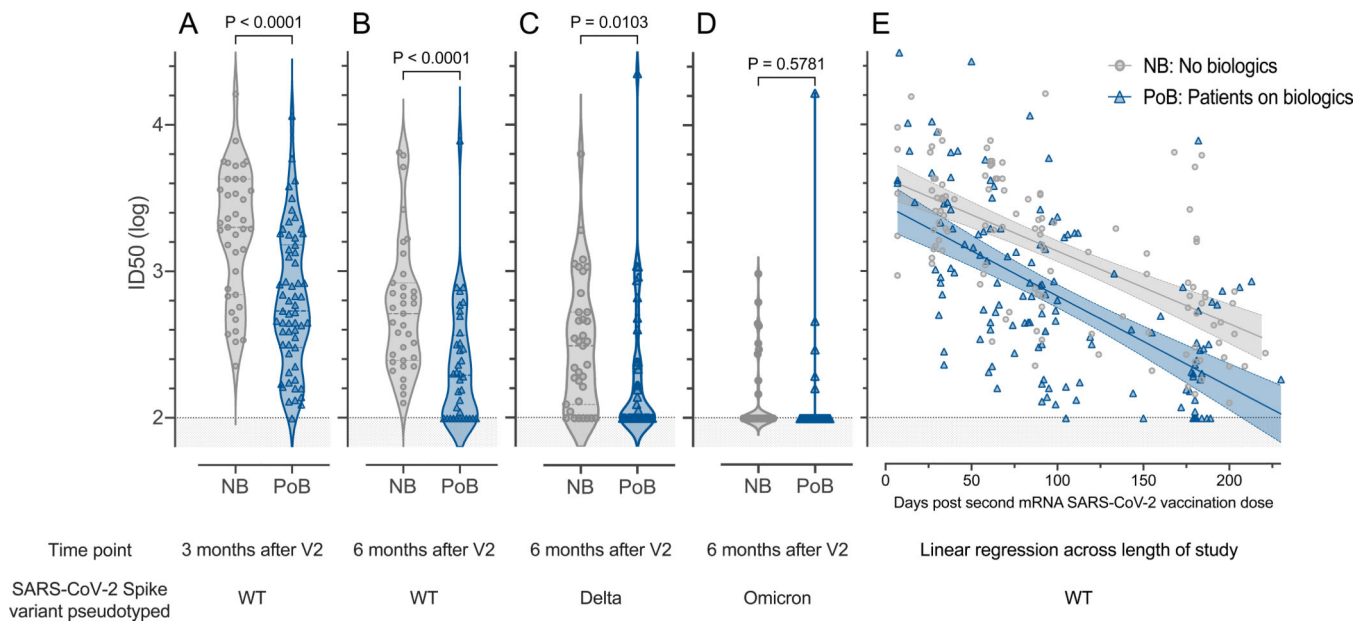 A
P < 0.0001
B
P < 0.0001
C
P = 0.0103
D
P = 0.5781
E
NB: No biologics
PoB: Patients on biologics
ID50 (log)
4
3
2
NB PoB
NB PoB
NB PoB
NB PoB
0 50 100 150 200
Days post second mRNA SARS-CoV-2 vaccination dose
Time point
3 months after V2
6 months after V2
6 months after V2
6 months after V2
Linear regression across length of study
SARS-CoV-2 Spike
variant pseudotyped
WT
WT
Delta
Omicron
WT